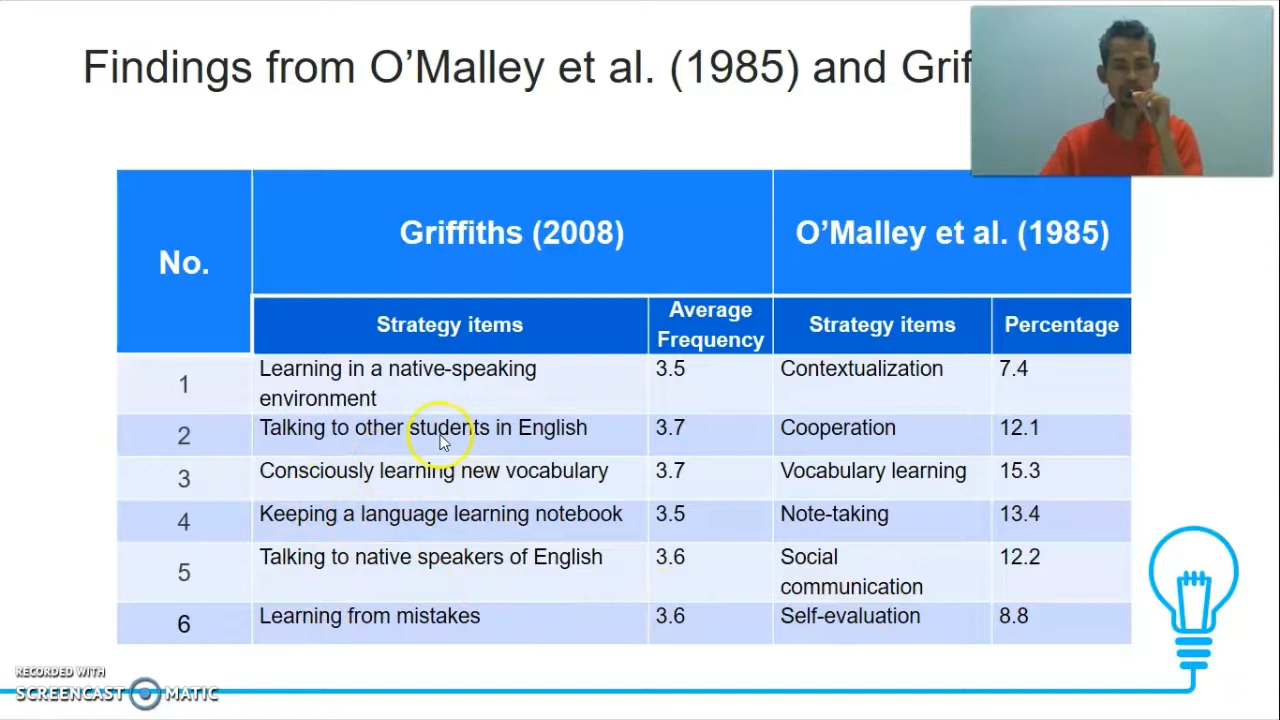 Findings from O'Malley et al. (1985) and Grif
No.
Griffiths (2008)
O'Malley et al. (1985)
Strategy items
Average
Frequency
Strategy items
Percentage
1
Learning in a native-speaking
environment
3.5
Contextualization
7.4
2
Talking to other students in English
3.7
Cooperation
12.1
3
Consciously learning new vocabulary
3.7
Vocabulary learning
15.3
4
Keeping a language learning notebook
3.5
Note-taking
13.4
5
Talking to native speakers of English
3.6
Social
communication
12.2
6
Learning from mistakes
3.6
Self-evaluation
8.8
RECORDED WITH
SCREENCAST MATIC